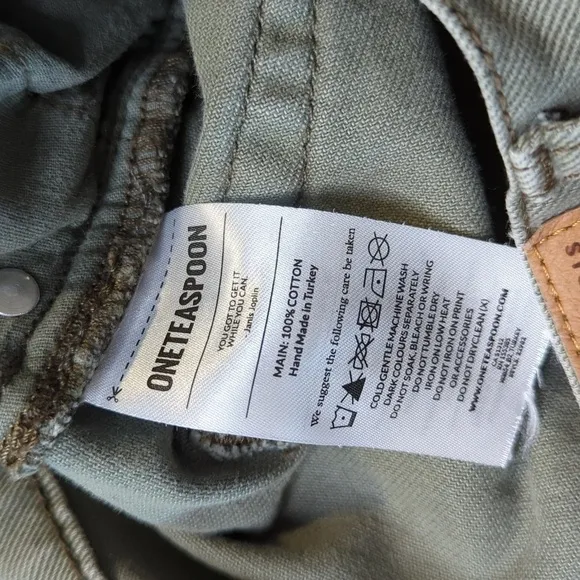 ONETEASPOON
YOU GOT TO GET IT
WHILE YOU CAN.
- Janis Joplin
MAIN: 100% COTTON
Hand Made in Turkey
We suggest the following care be taken
COLD GENTLE MACHINE WASH
DARK COLOURS SEPARATELY
DO NOT SOAK, BLEACH OR WRING
DO NOT TUMBLE DRY
IRON ON LOW HEAT
DO NOT IRON ON PRINT
OR ACCESSORIES
DO NOT DRYCLEAN (X)
WWW.ONETEASPOON.COM